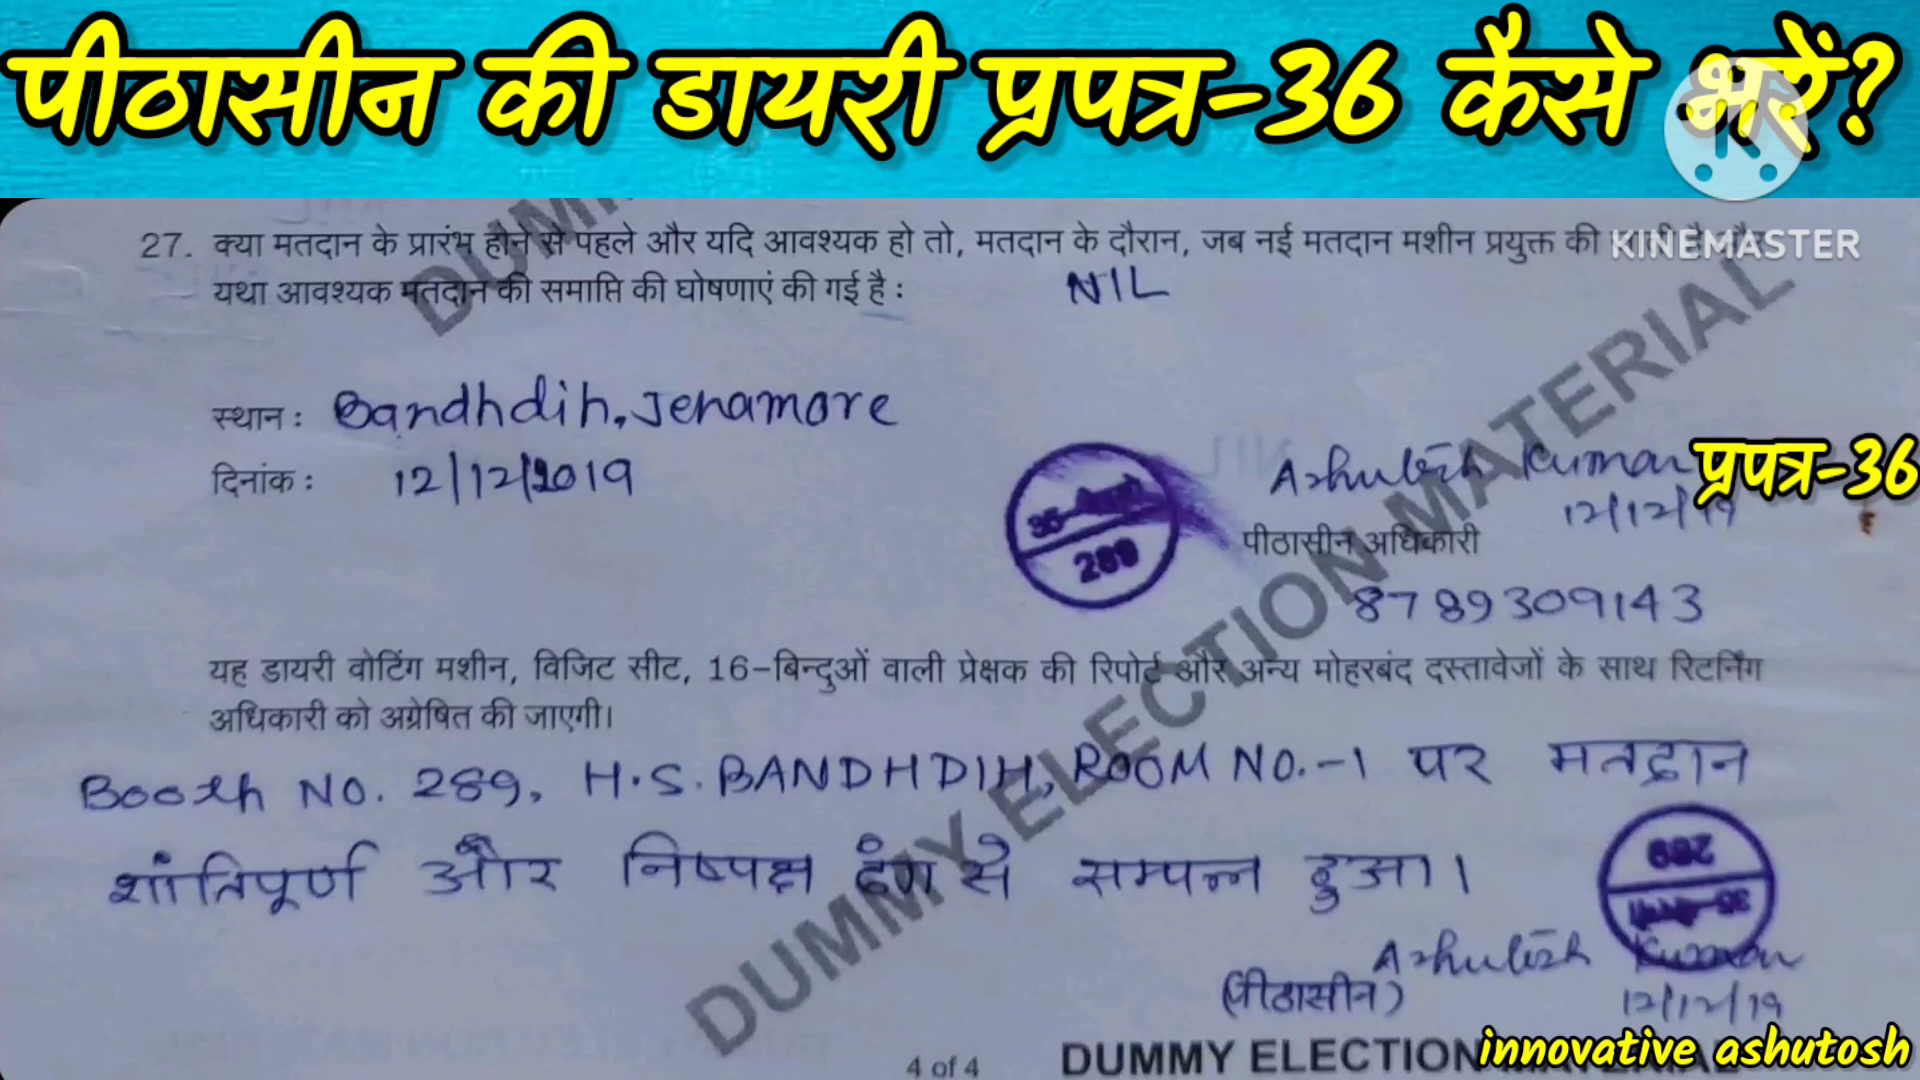 पीठासीन की डायरी प्रपत्र-36 कैसे भरें?
KINEMASTER
27. क्या मतदान के प्रारंभ होने से पहले और यदि आवश्यक हो तो, मतदान के दौरान, जब नई मतदान मशीन प्रयुक्त की
यथा आवश्यक मतदान की समाप्ति की घोषणाएं की गई है : NIL
स्थान : Bandhdih, Jenamore
दिनांक : 12/12/2019
289
Ashutosh Kumar
12/12/19
प्रपत्र-36
पीठासीन अधिकारी
8789309143
यह डायरी वोटिंग मशीन, विजिट सीट, 16-बिन्दुओं वाली प्रेक्षक की रिपोर्ट और अन्य मोहरबंद दस्तावेजों के साथ रिटर्निंग
अधिकारी को अग्रेषित की जाएगी।
Booth NO. 289, H.S. BANDHDIH, ROOM NO.-1 पर मतदान
शांतिपूर्ण और निष्पक्ष ढंग से सम्पन्न हुआ।
289
Ashutosh Kumar
(पीठासीन)
12/12/19
4 of 4
DUMMY ELECTION
DUMMY ELECTION MATERIAL
innovative ashutosh